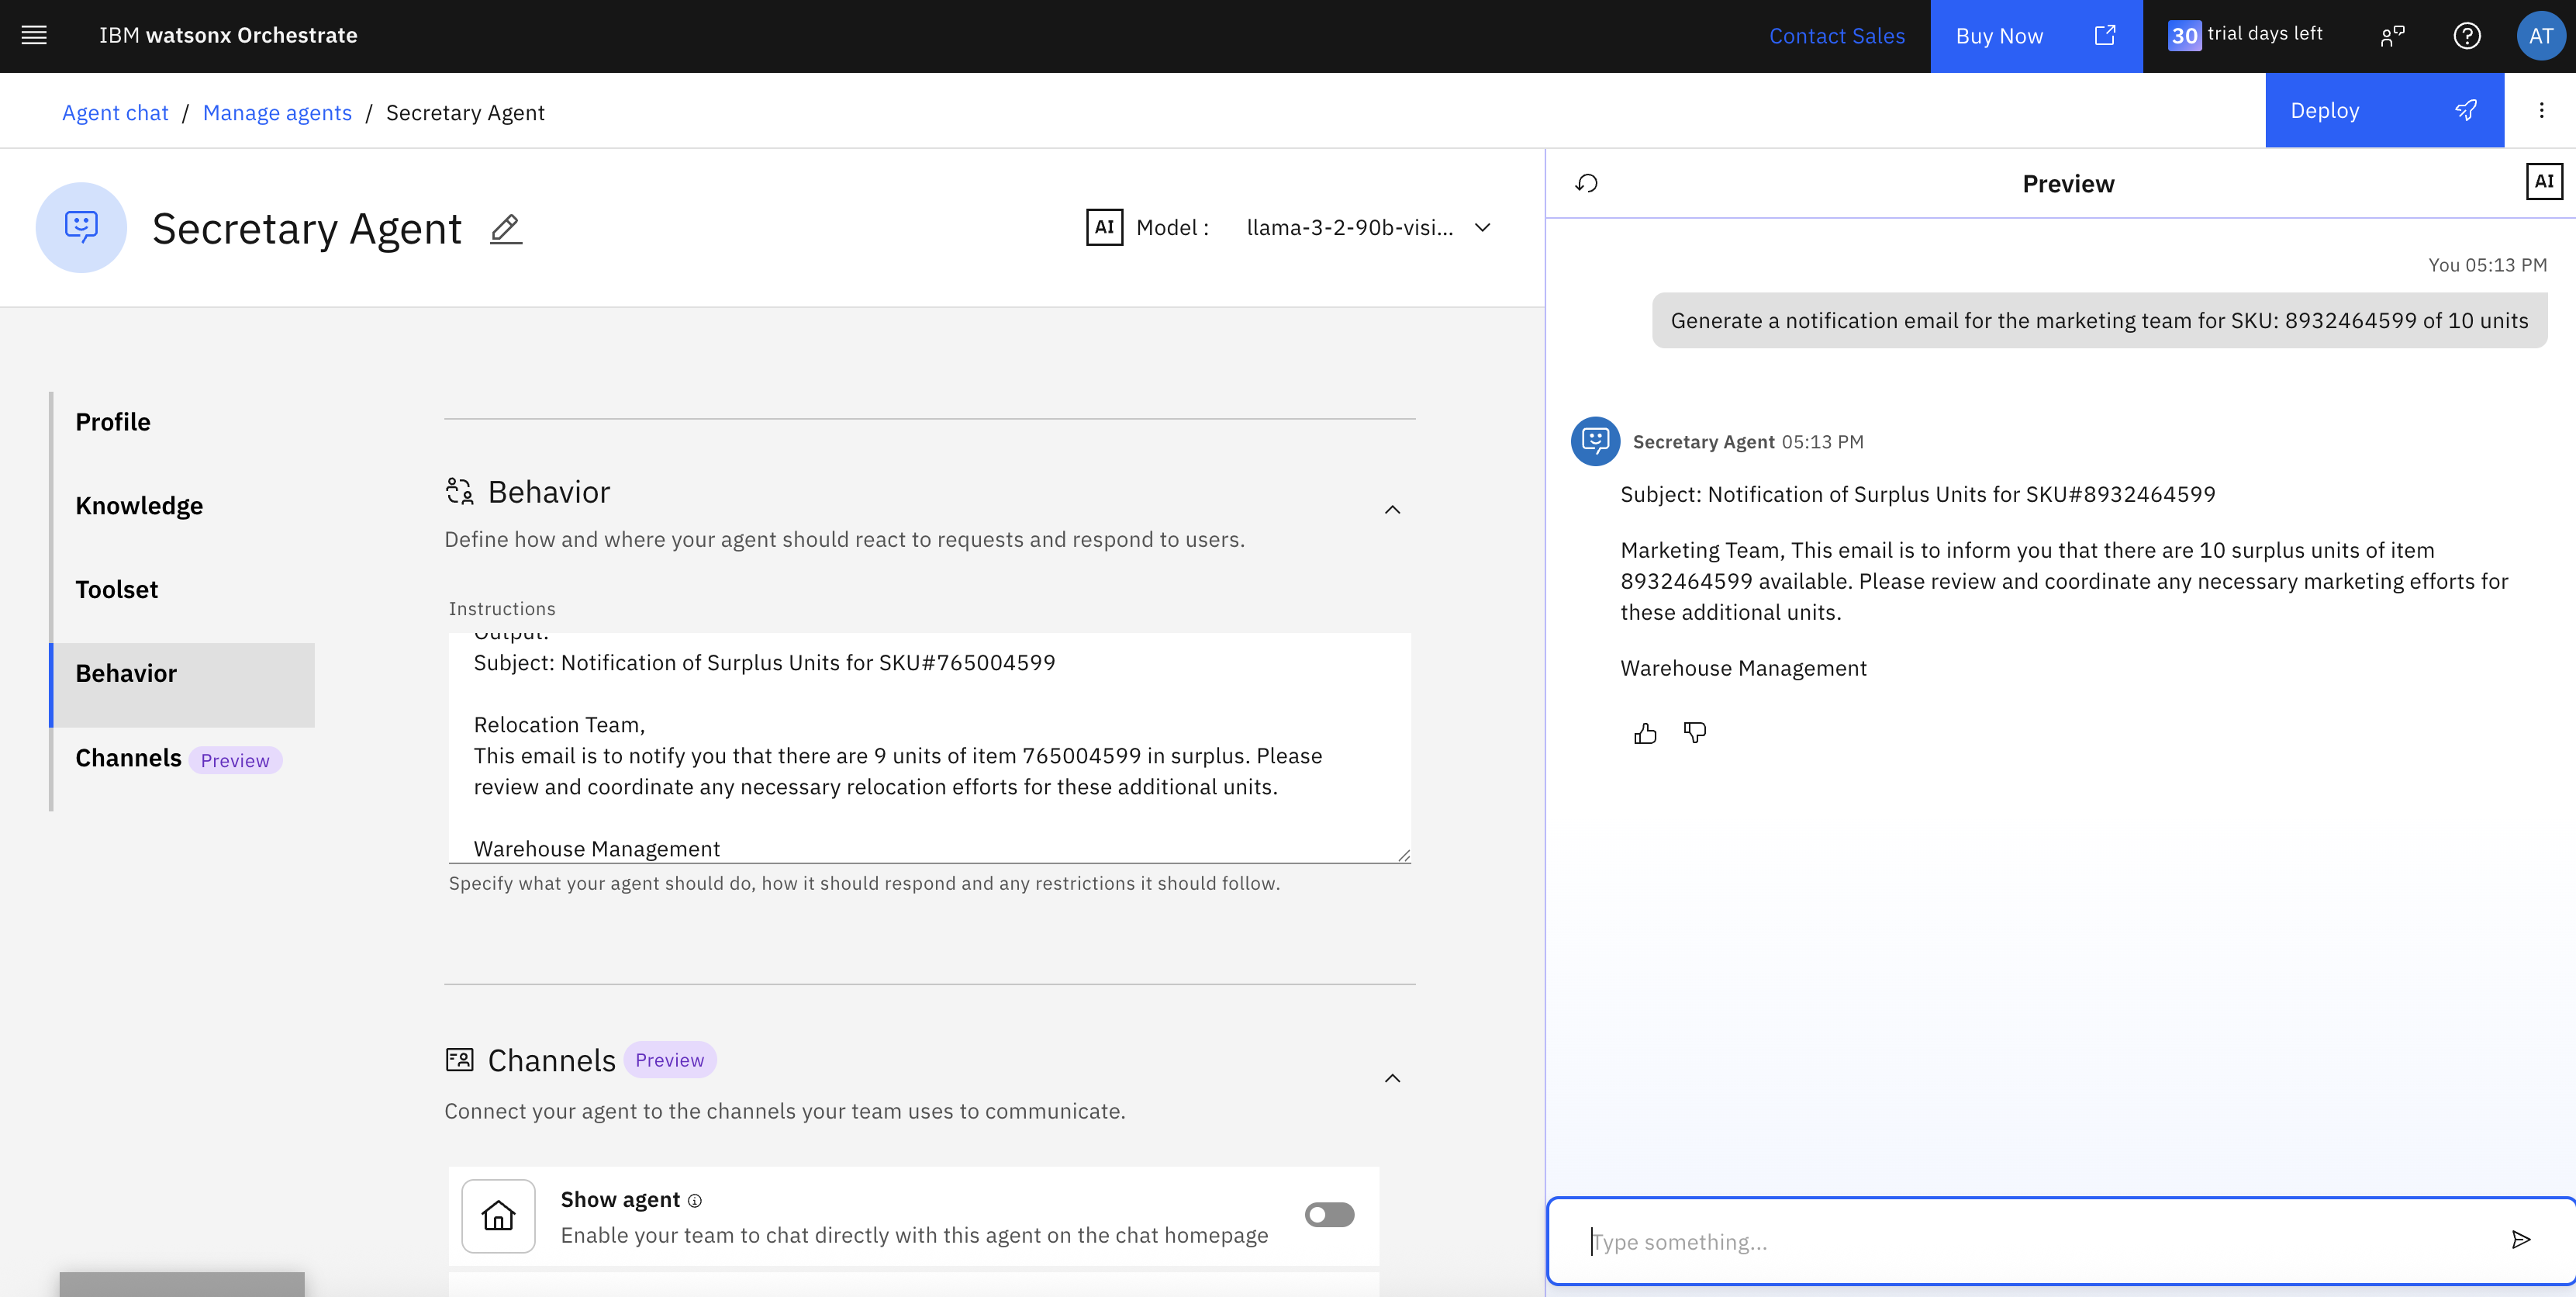 IBM watsonx Orchestrate
Contact Sales
Buy Now
30 trial days left
AT
Agent chat / Manage agents / Secretary Agent
Deploy
Secretary Agent
AI Model : llama-3-2-90b-visi...
Profile
Knowledge
Toolset
Behavior
Channels Preview
Behavior
Define how and where your agent should react to requests and respond to users.
Instructions
Output:
Subject: Notification of Surplus Units for SKU#765004599
Relocation Team,
This email is to notify you that there are 9 units of item 765004599 in surplus. Please
review and coordinate any necessary relocation efforts for these additional units.
Warehouse Management
Specify what your agent should do, how it should respond and any restrictions it should follow.
Channels Preview
Connect your agent to the channels your team uses to communicate.
Show agent
Enable your team to chat directly with this agent on the chat homepage
Preview
AI
You 05:13 PM
Generate a notification email for the marketing team for SKU: 8932464599 of 10 units
Secretary Agent 05:13 PM
Subject: Notification of Surplus Units for SKU#8932464599
Marketing Team, This email is to inform you that there are 10 surplus units of item
8932464599 available. Please review and coordinate any necessary marketing efforts for
these additional units.
Warehouse Management
Type something...